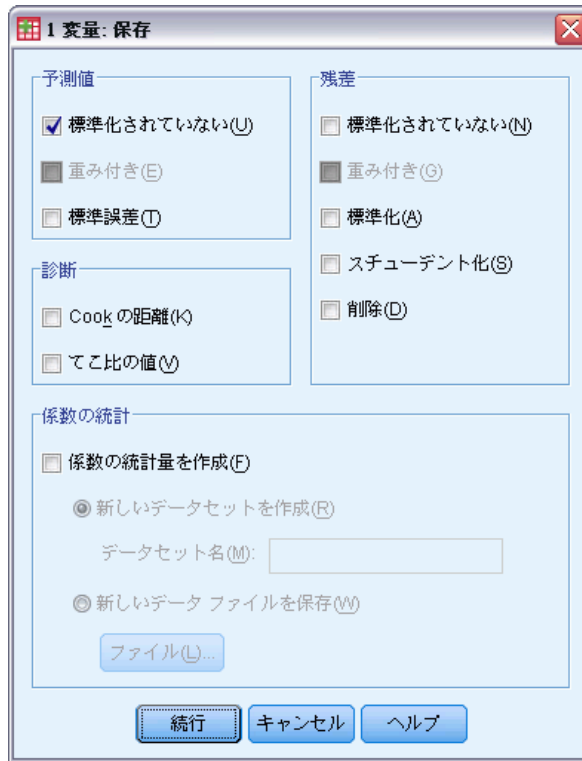 1 変量: 保存
予測値
標準化されていない(U)
重み付き(E)
標準誤差(T)
診断
Cookの距離(K)
てこ比の値(V)
残差
標準化されていない(N)
重み付き(G)
標準化(A)
スチューデント化(S)
削除(D)
係数の統計
係数の統計量を作成(F)
新しいデータセットを作成(R)
データセット名(M):
新しいデータ ファイルを保存(W)
ファイル(L)...
続行
キャンセル
ヘルプ